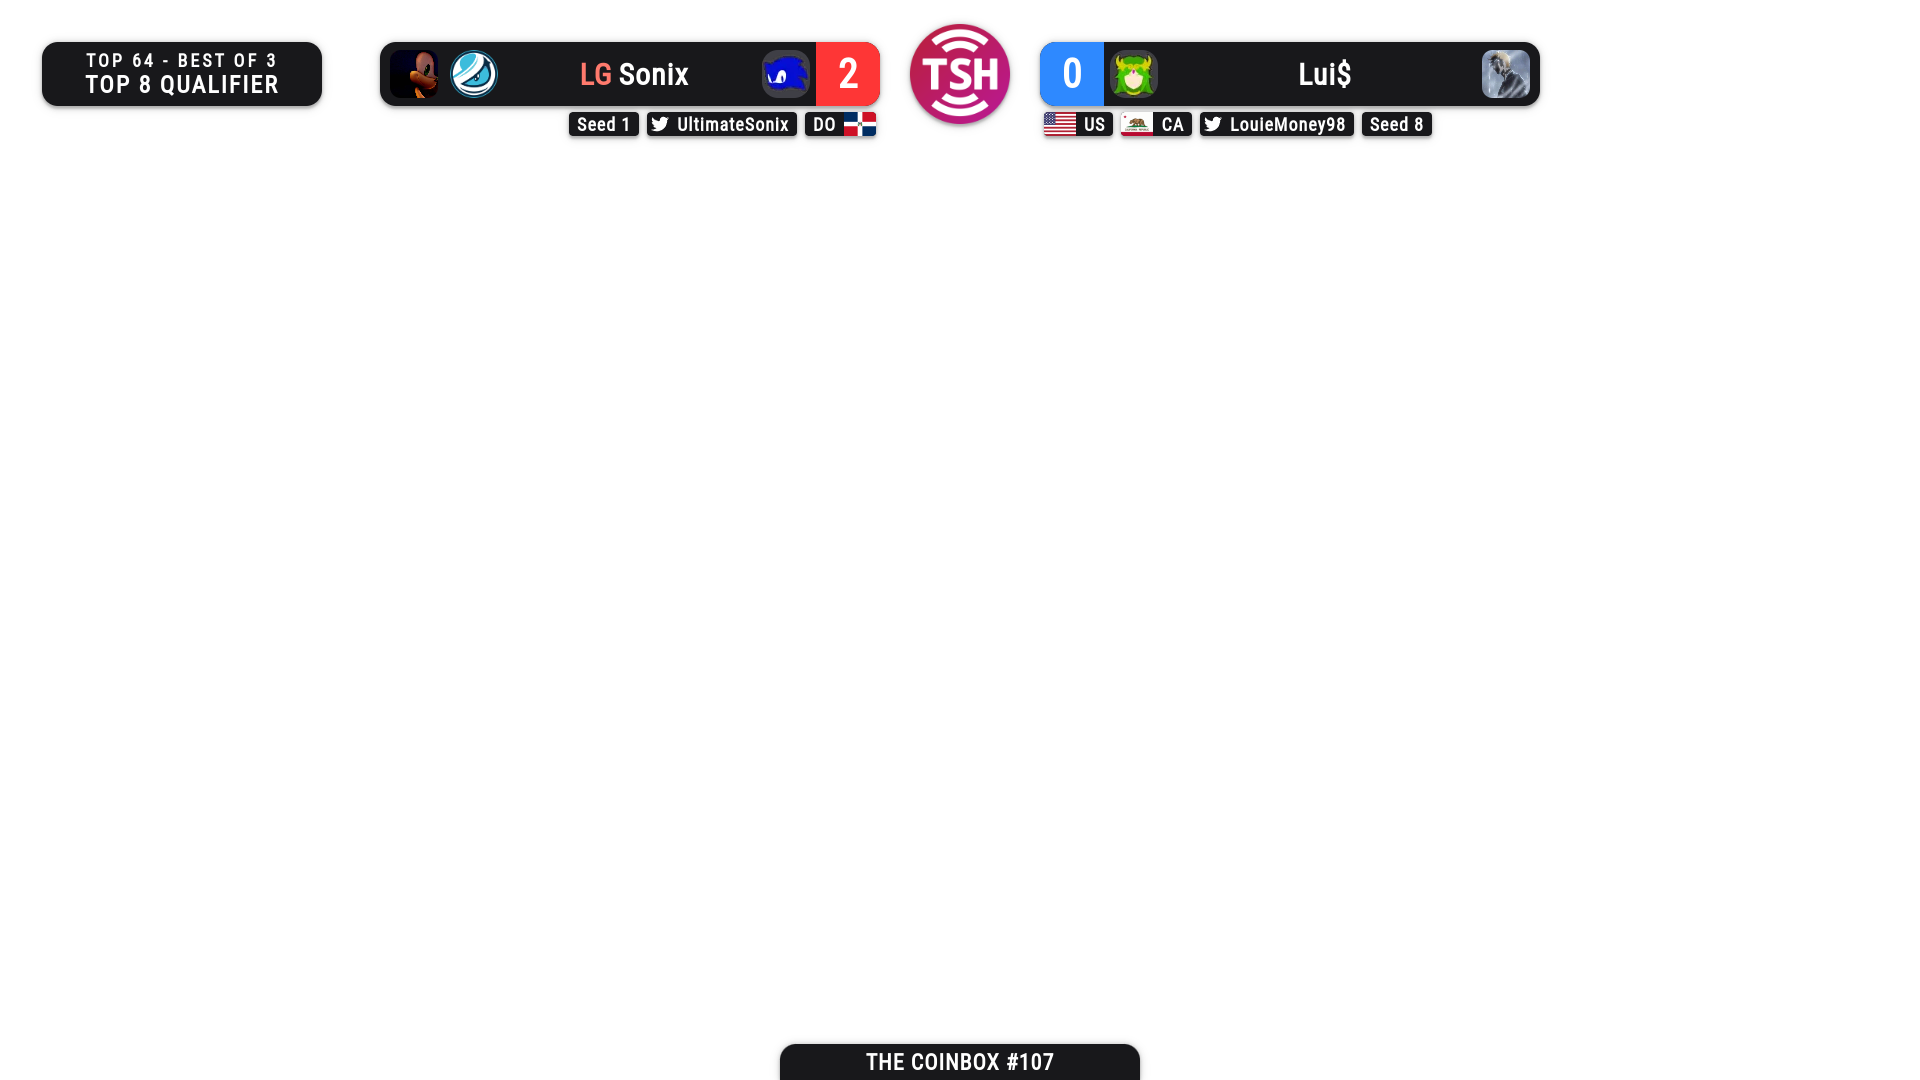 TOP 64 - BEST OF 3
TOP 8 QUALIFIER
LG Sonix
2
TSH
0
Lui$
Seed 1
UltimateSonix
DO
US
CA
LouieMoney98
Seed 8
THE COINBOX #107